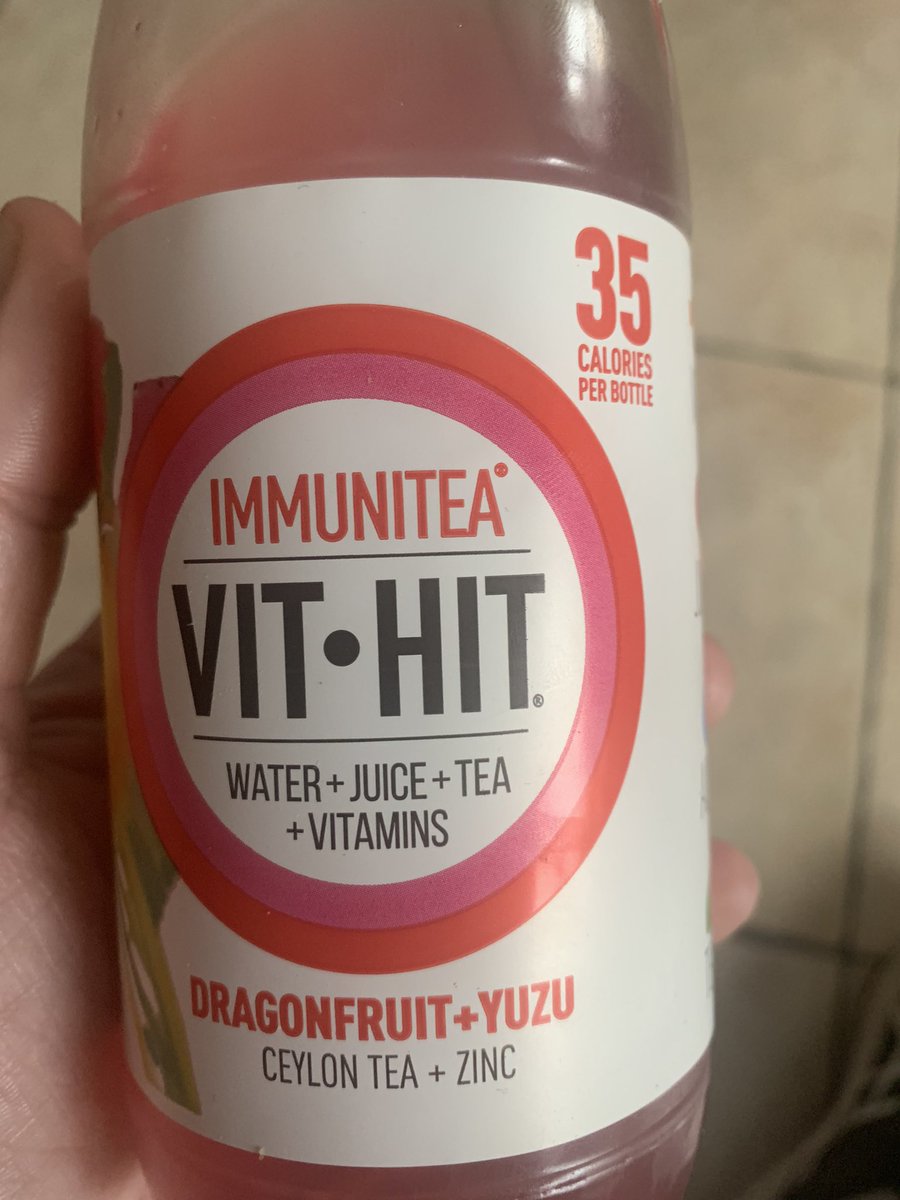 35
CALORIES
PER BOTTLE
IMMUNITEA
VIT•HIT®
WATER + JUICE + TEA
+ VITAMINS
DRAGONFRUIT+YUZU
CEYLON TEA + ZINC